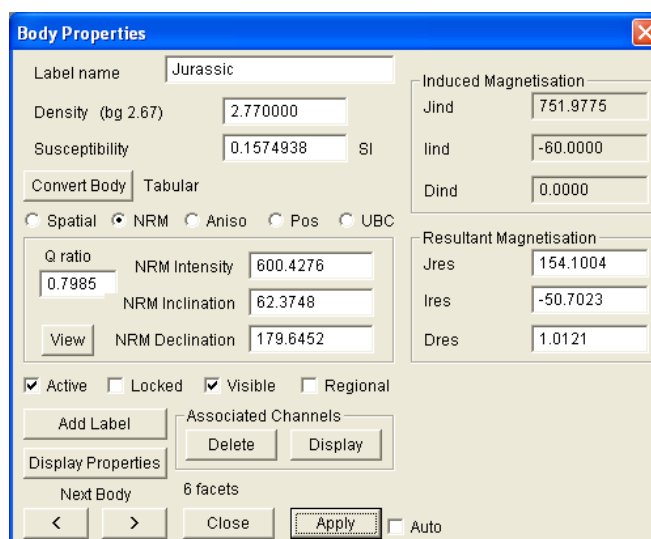 Body Properties
Label name Jurassic
Density (bg 2.67) 2.770000
Susceptibility 0.1574938 SI
Convert Body Tabular
Spatial NRM Aniso Pos UBC
Q ratio
0.7985
NRM Intensity 600.4276
NRM Inclination 62.3748
View NRM Declination 179.6452
Active Locked Visible Regional
Add Label
Display Properties
Associated Channels
Delete Display
Next Body
6 facets
< > Close Apply Auto
Induced Magnetisation
Jind 751.9775
Iind -60.0000
Dind 0.0000
Resultant Magnetisation
Jres 154.1004
Ires -50.7023
Dres 1.0121